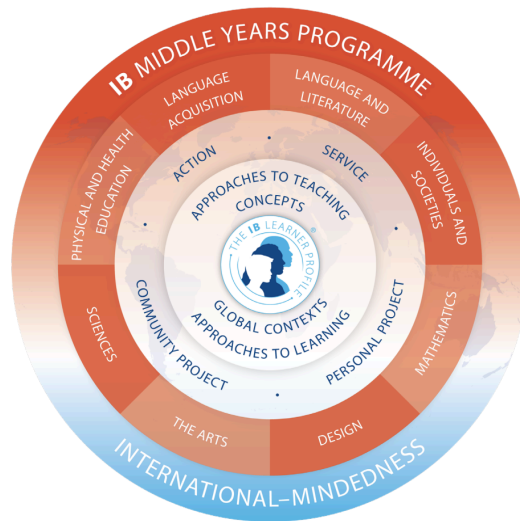 IB MIDDLE YEARS PROGRAMME
LANGUAGE
ACQUISITION
LANGUAGE AND
LITERATURE
PHYSICAL AND HEALTH
EDUCATION
INDIVIDUALS AND
SOCIETIES
SCIENCES
MATHEMATICS
THE ARTS
DESIGN
ACTION
SERVICE
COMMUNITY PROJECT
PERSONAL PROJECT
APPROACHES TO TEACHING
CONCEPTS
THE IB LEARNER PROFILE
®
GLOBAL CONTEXTS
APPROACHES TO LEARNING
INTERNATIONAL–MINDEDNESS